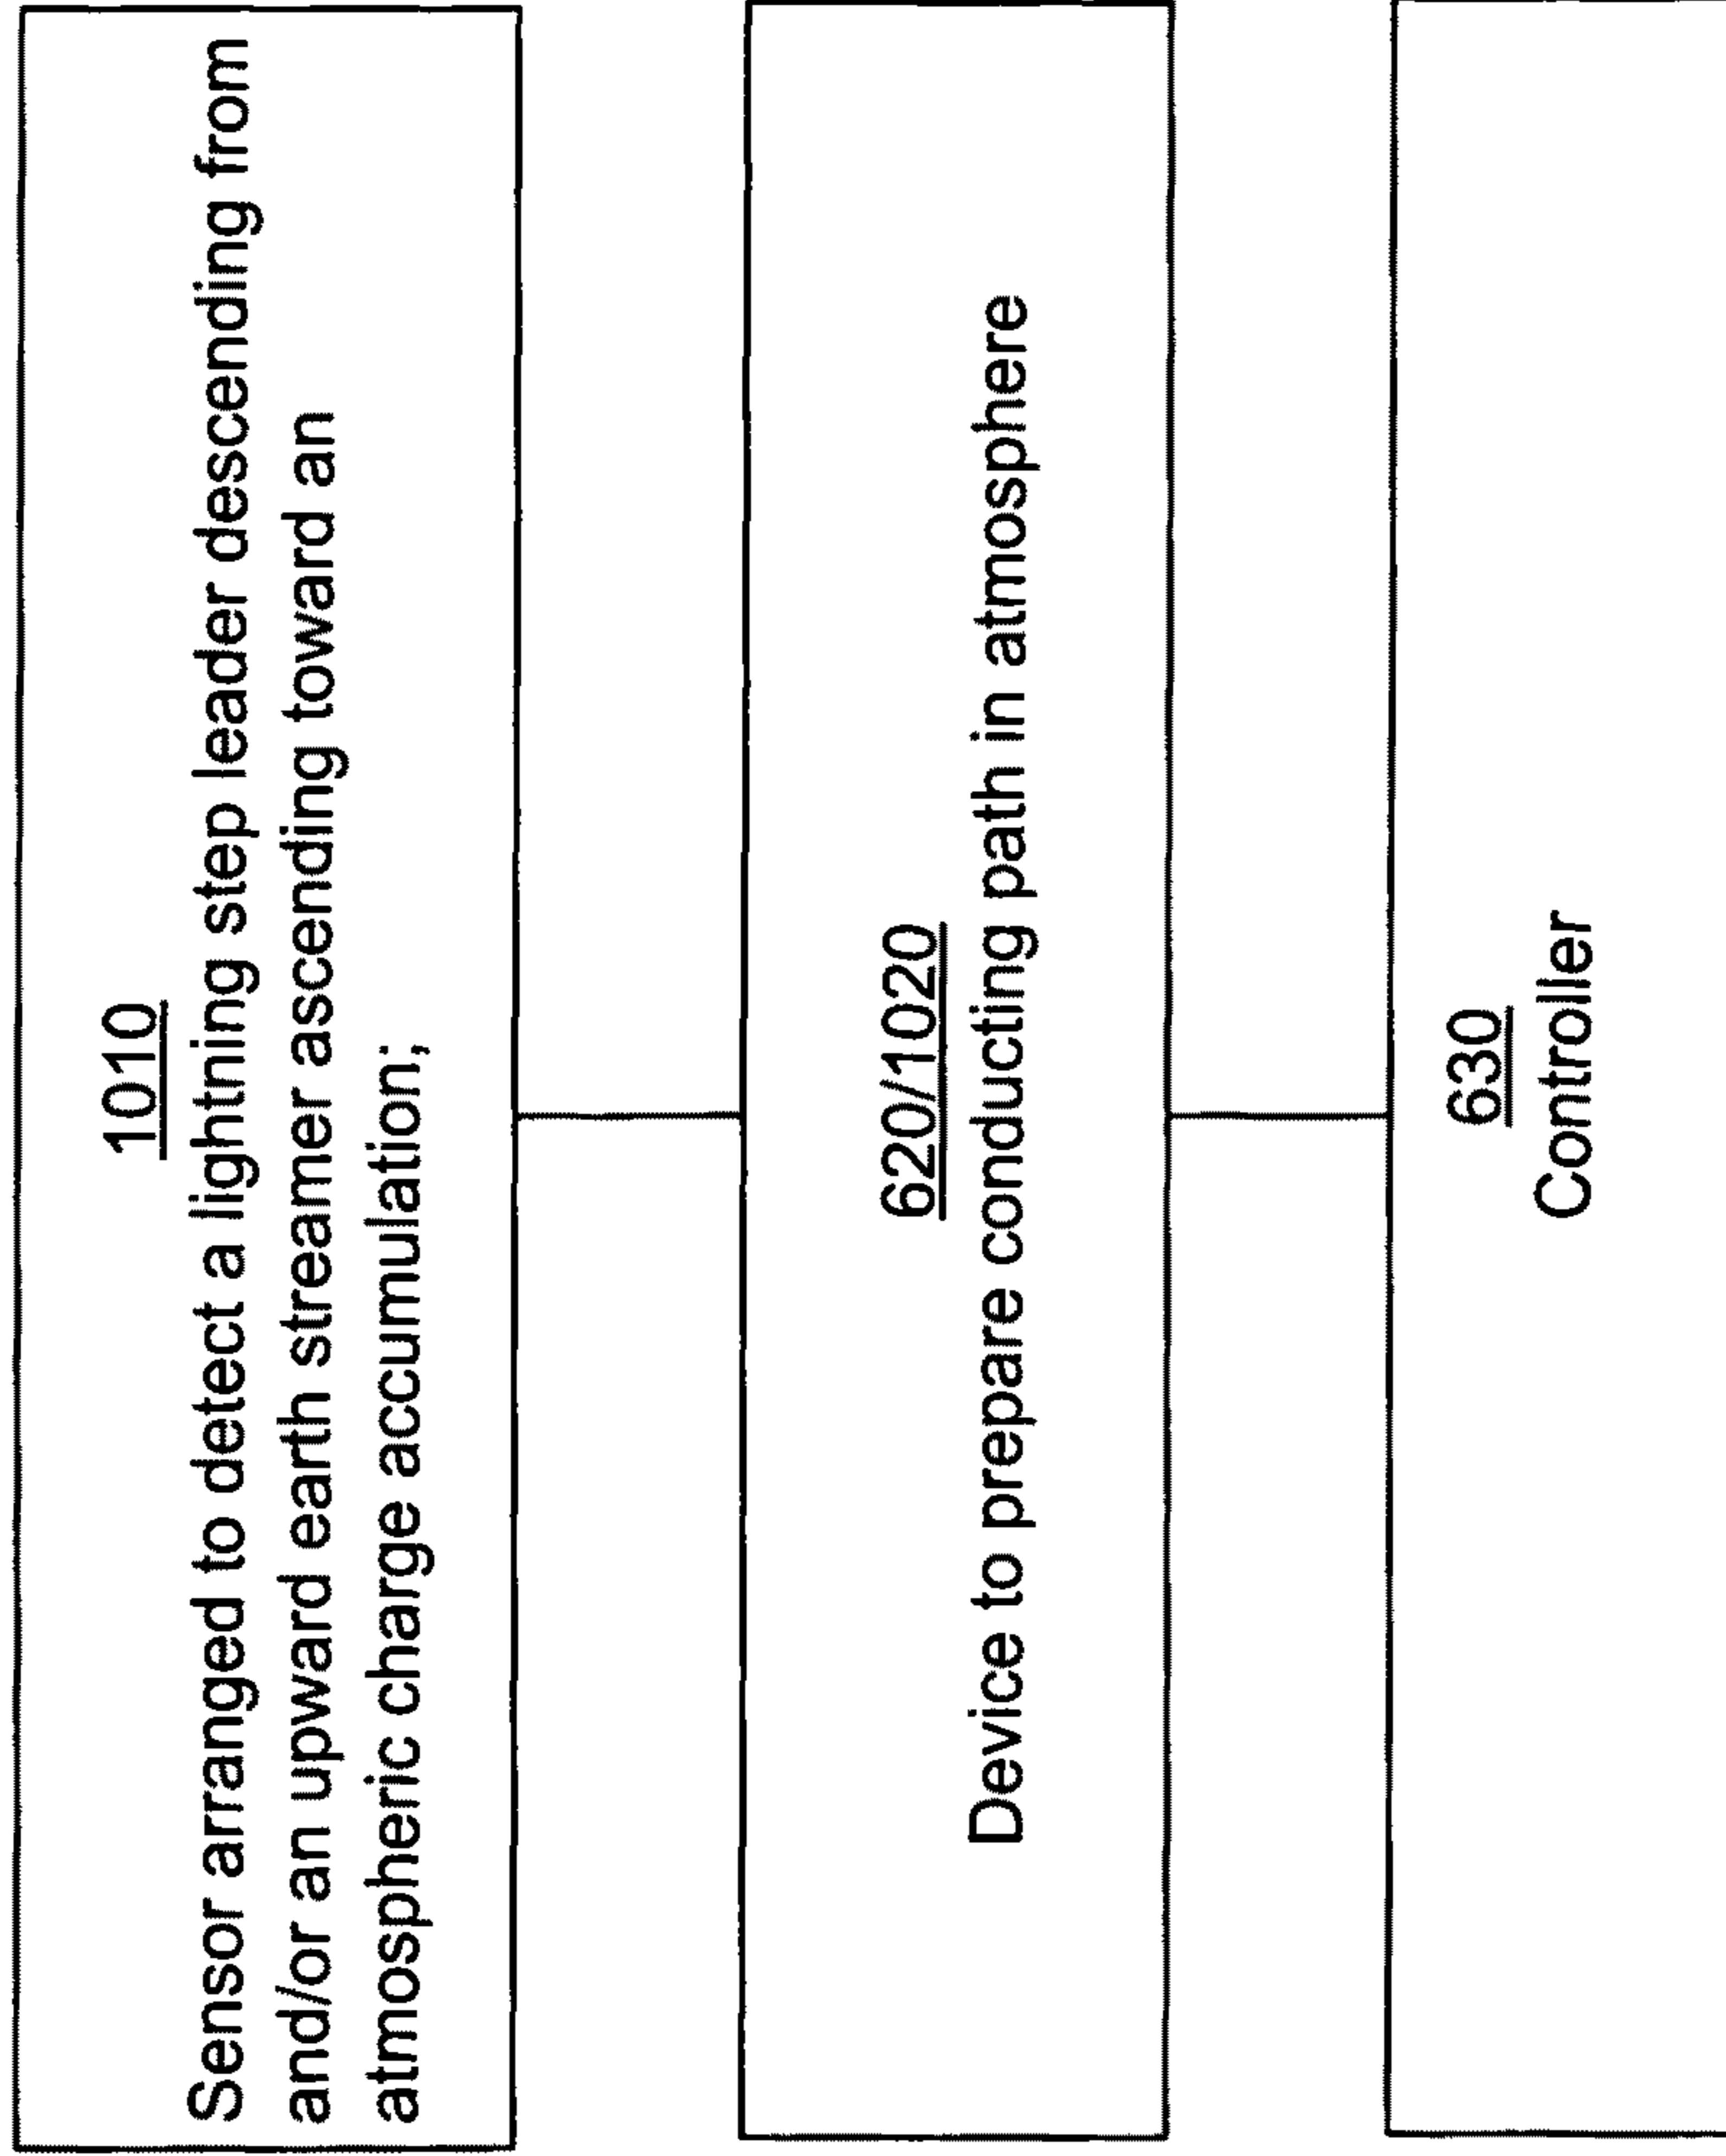 1010
Sensor arranged to detect a lightning step leader descending from
and/or an upward earth streamer ascending toward an
atmospheric charge accumulation;
620/1020
Device to prepare conducting path in atmosphere
630
Controller